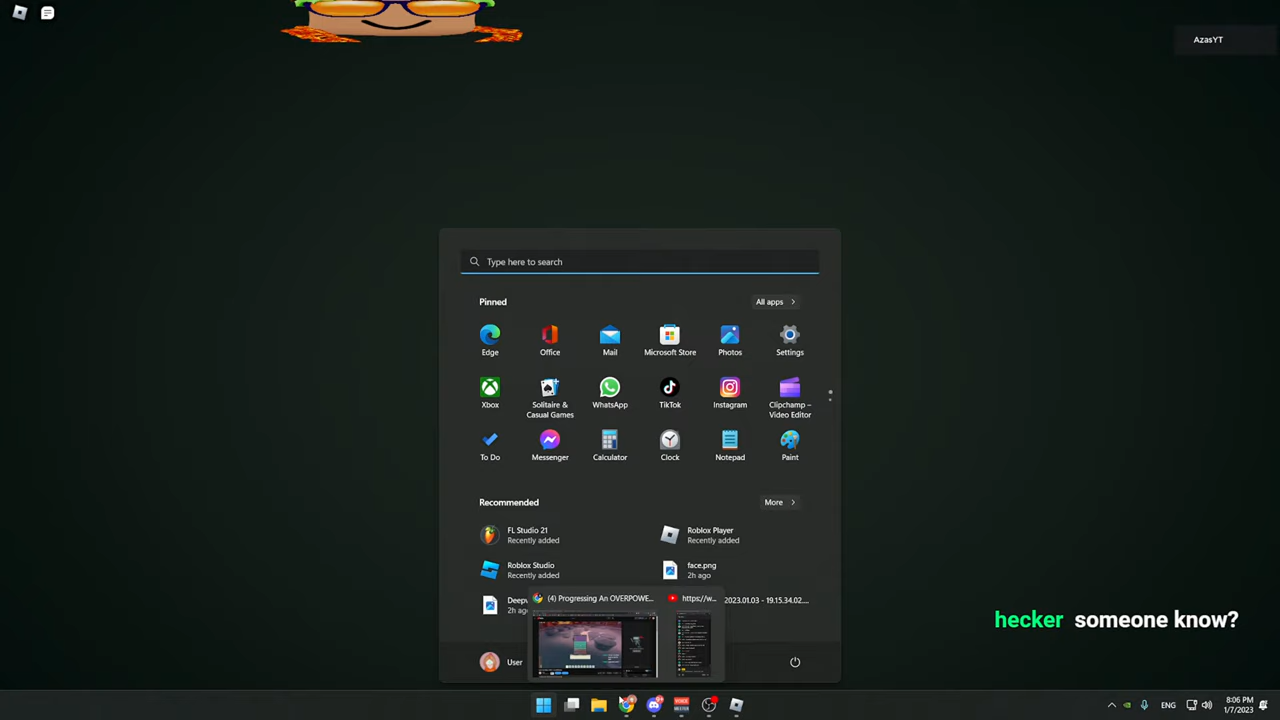 AzasYT
Type here to search
Pinned
All apps
Edge
Office
Mail
Microsoft Store
Photos
Settings
Xbox
Solitaire &
Casual Games
WhatsApp
TikTok
Instagram
Clipchamp –
Video Editor
To Do
Messenger
Calculator
Clock
Notepad
Paint
Recommended
More
FL Studio 21
Recently added
Roblox Player
Recently added
Roblox Studio
Recently added
face.png
2h ago
(4) Progressing An OVERPOWE...
https://w...
2023.01.03 - 19.15.34.02....
2h ag
hecker someone know?
User
ENG
8:06 PM
1/7/2023